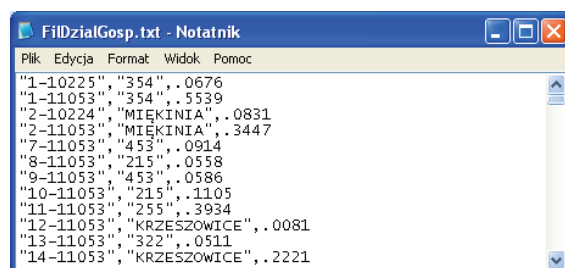 FilDzialGosp.txt - Notatnik
Plik Edycja Format Widok Pomoc
"1-10225","354",.0676
"1-11053","354",.5539
"2-10224","MIĘKINIA",.0831
"2-11053","MIĘKINIA",.3447
"7-11053","453",.0914
"8-11053","215",.0558
"9-11053","453",.0586
"10-11053","215",.1105
"11-11053","255",.3934
"12-11053","KRZESZOWICE",.0081
"13-11053","322",.0511
"14-11053","KRZESZOWICE",.2221